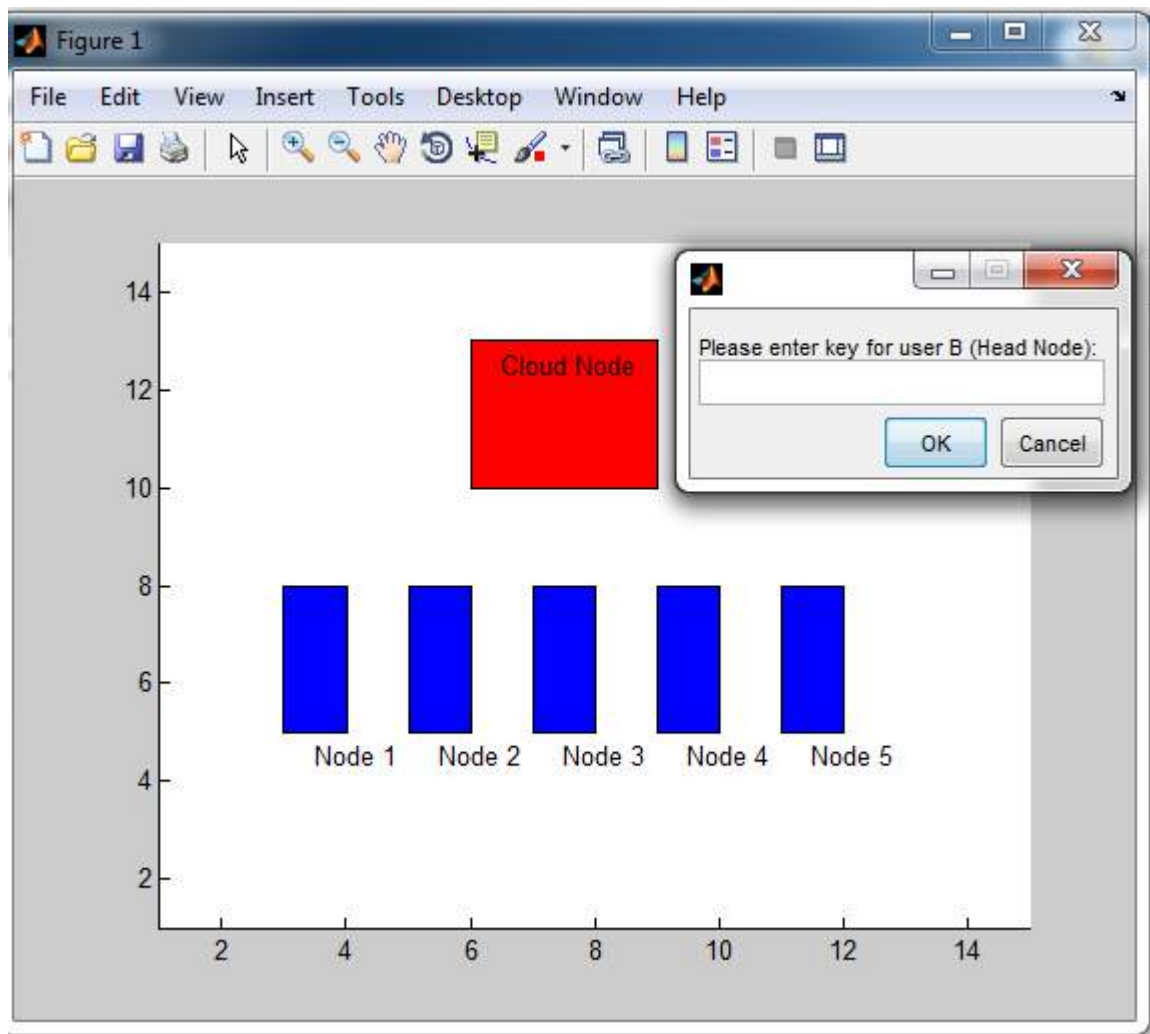 Figure 1
File Edit View Insert Tools Desktop Window Help
14
12
10
8
6
4
2
Cloud Node
Please enter key for user B (Head Node):
OK Cancel
Node 1 Node 2 Node 3 Node 4 Node 5
2 4 6 8 10 12 14